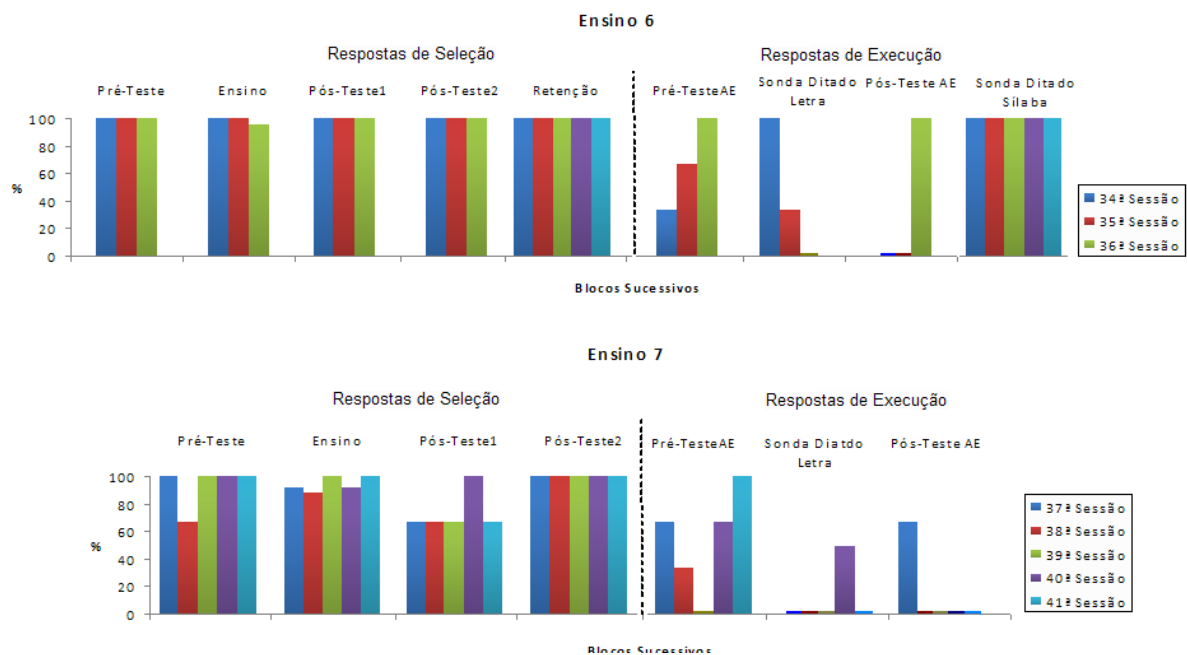 Ensino 6
Respostas de Seleção
Respostas de Execução
Pré-Teste
Ensino
Pós-Teste1
Pós-Teste2
Retenção
Pré-TesteAE
Sonda Ditado
Letra
Pós-Teste AE
Sonda Ditado
Sílaba
100
80
60
40
20
0
%
34ª Sessão
35ª Sessão
36ª Sessão
Blocos Sucessivos
Ensino 7
Respostas de Seleção
Respostas de Execução
Pré-Teste
Ensino
Pós-Teste1
Pós-Teste2
Pré-TesteAE
Sonda Diatdo
Letra
Pós-Teste AE
100
80
60
40
20
0
%
37ª Sessão
38ª Sessão
39ª Sessão
40ª Sessão
41ª Sessão
Blocos Sucessivos